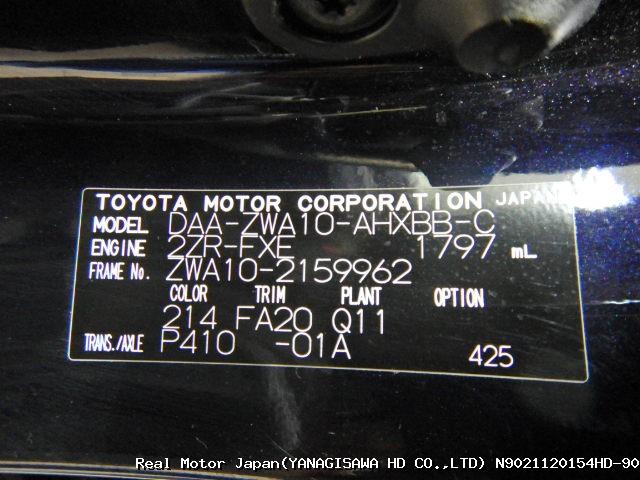 TOYOTA MOTOR CORPORATION JAPAN
MODEL DAA-ZWA10-AHXBB-C
ENGINE 2ZR-FXE 1797 mL
FRAME No. ZWA10-2159962
COLOR TRIM PLANT OPTION
214 FA20 Q11
TRANS./AXLE P410 -01A 425
Real Motor Japan(YANAGISAWA HD CO.,LTD) N9021120154HD-90